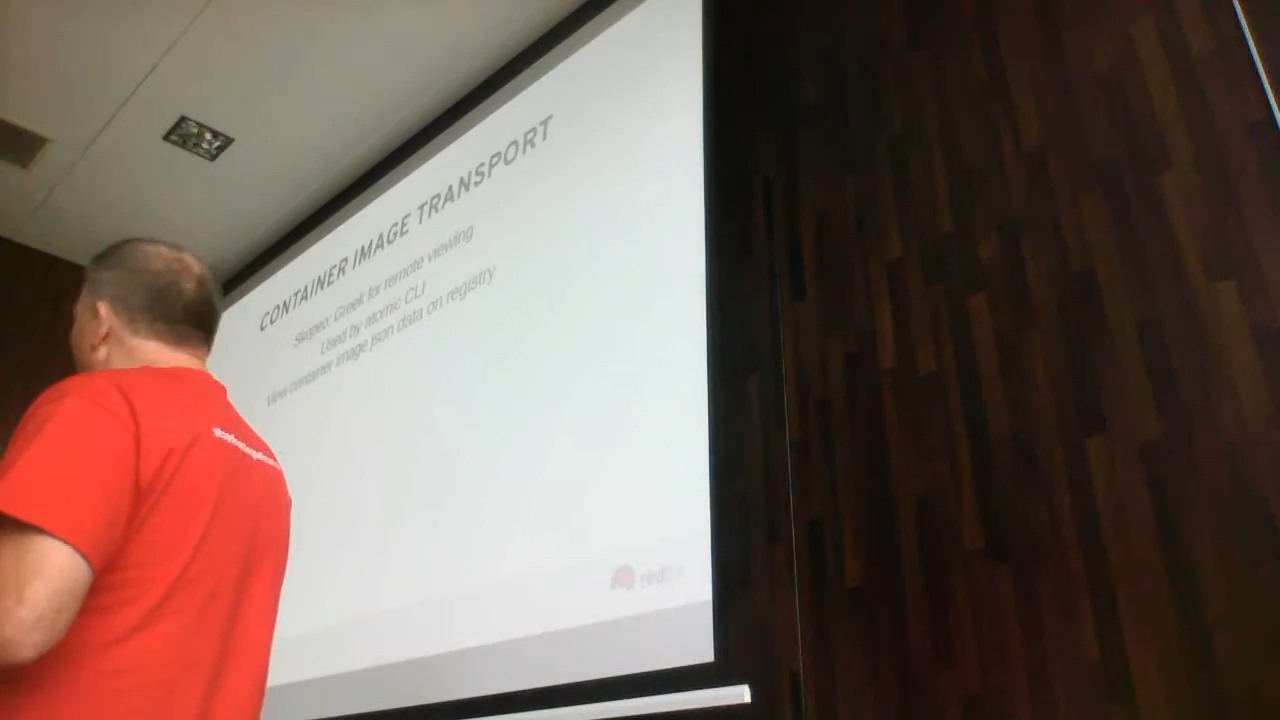 CONTAINER IMAGE TRANSPORT
Skopeo: Greek for remote viewing
Used by atomic CLI
View container image json data on registry
red